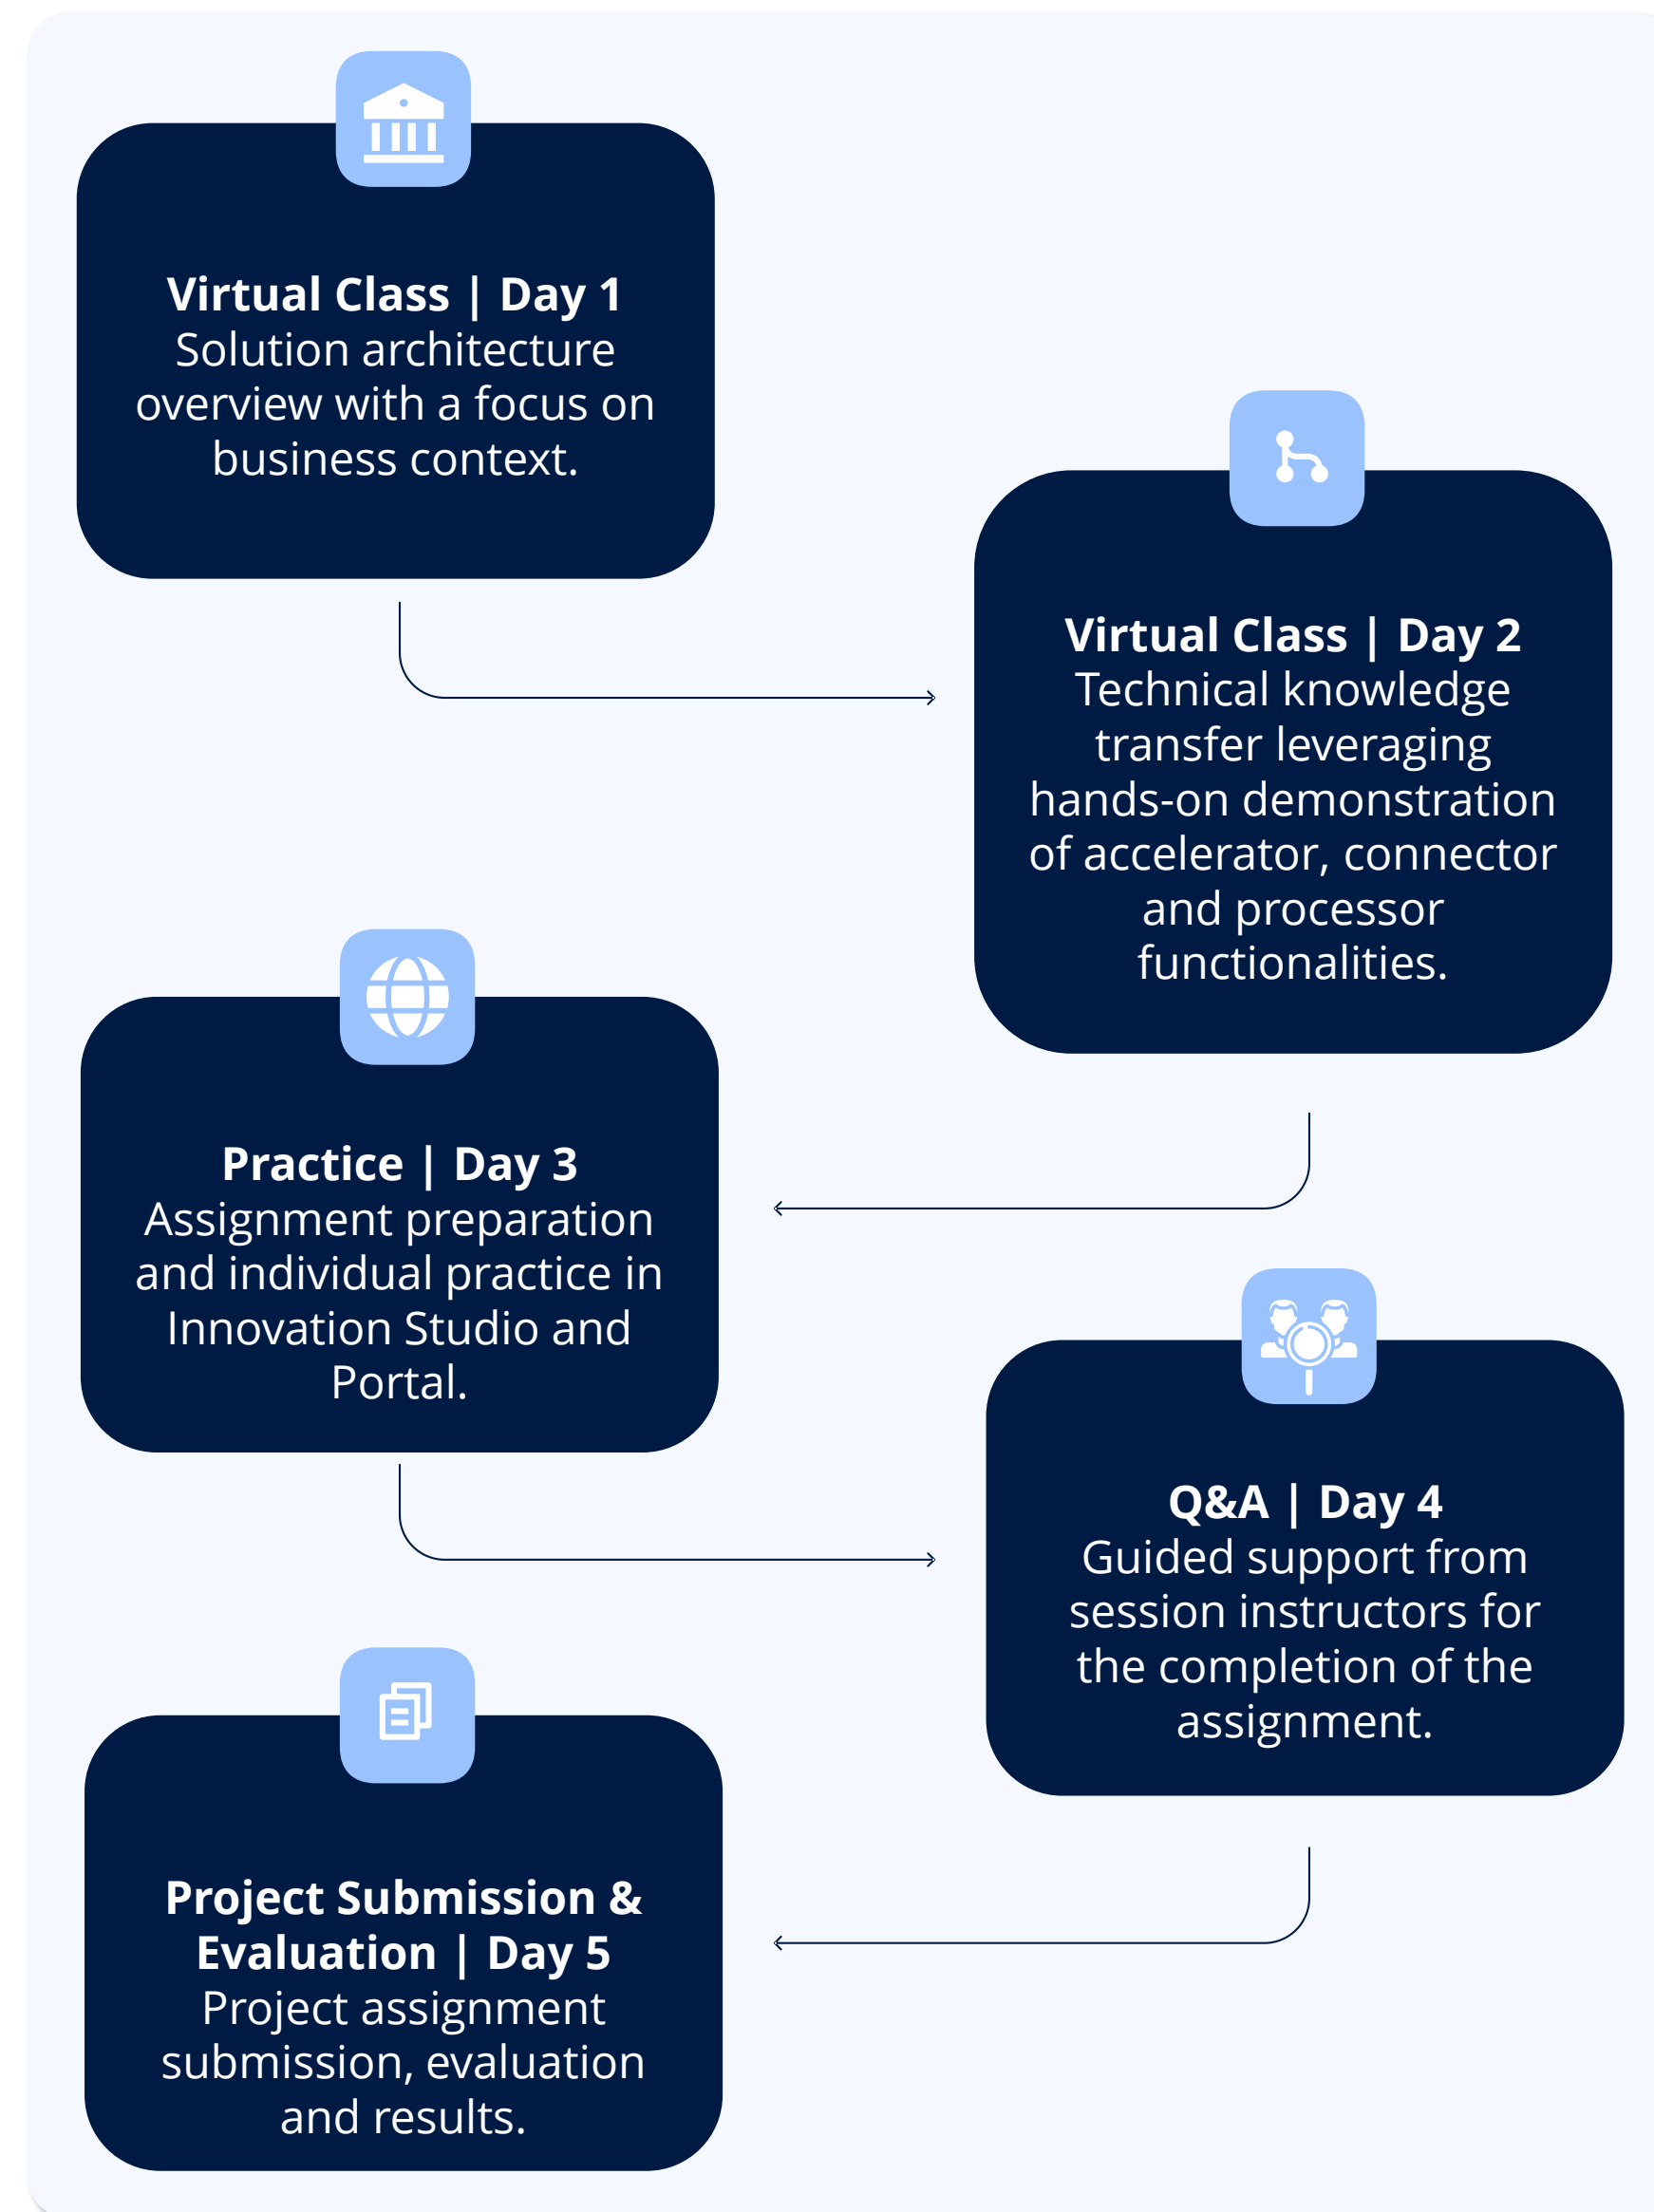 Virtual Class | Day 1
Solution architecture
overview with a focus on
business context.
Virtual Class | Day 2
Technical knowledge
transfer leveraging
hands-on demonstration
of accelerator, connector
and processor
functionalities.
Practice | Day 3
Assignment preparation
and individual practice in
Innovation Studio and
Portal.
Q&A | Day 4
Guided support from
session instructors for
the completion of the
assignment.
Project Submission &
Evaluation | Day 5
Project assignment
submission, evaluation
and results.